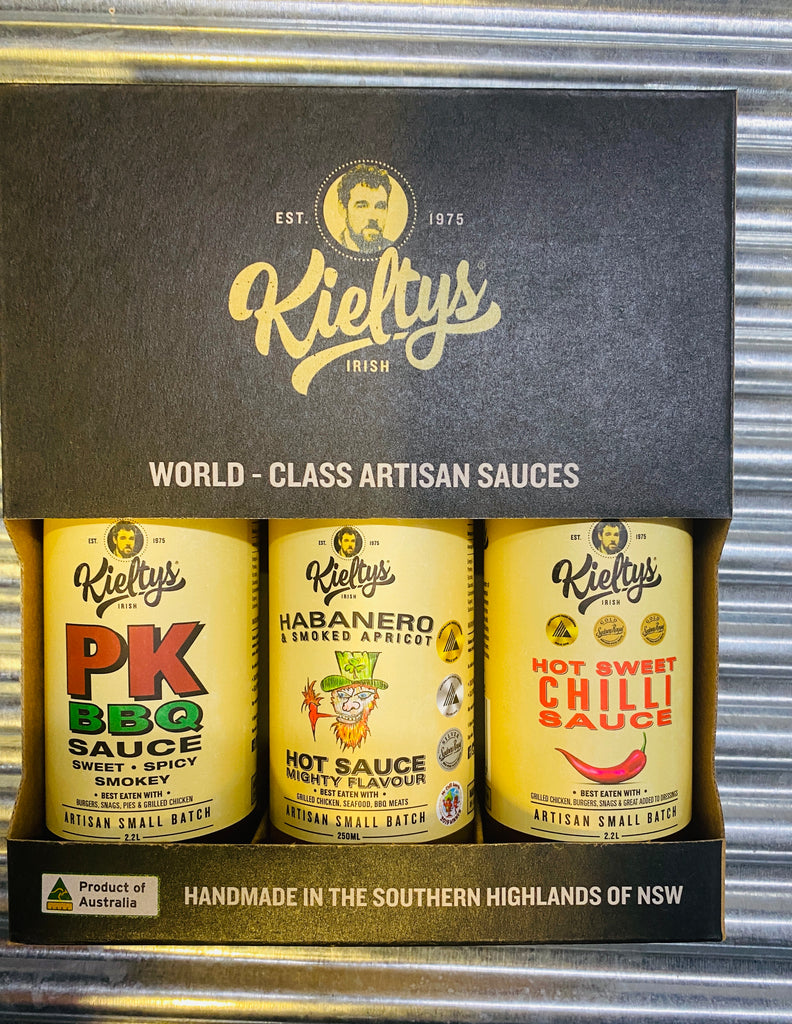 EST. 1975
Kieltys
IRISH
WORLD - CLASS ARTISAN SAUCES
EST. 1975
Kieltys
IRISH
PK
BBQ
SAUCE
SWEET • SPICY
SMOKEY
• BEST EATEN WITH •
BURGERS, SNAGS, PIES & GRILLED CHICKEN
ARTISAN SMALL BATCH
2.2L
EST. 1975
Kieltys
IRISH
HABANERO
& SMOKED APRICOT
HOT SAUCE
MIGHTY FLAVOUR
• BEST EATEN WITH •
GRILLED CHICKEN, SEAFOOD, BBQ MEATS
ARTISAN SMALL BATCH
250ML
EST. 1975
Kieltys
IRISH
GOLD
GOLD
HOT SWEET
CHILLI
SAUCE
• BEST EATEN WITH •
GRILLED CHICKEN, BURGERS, SNAGS & GREAT ADDED TO DRESSINGS
ARTISAN SMALL BATCH
2.2L
Product of
Australia
HANDMADE IN THE SOUTHERN HIGHLANDS OF NSW